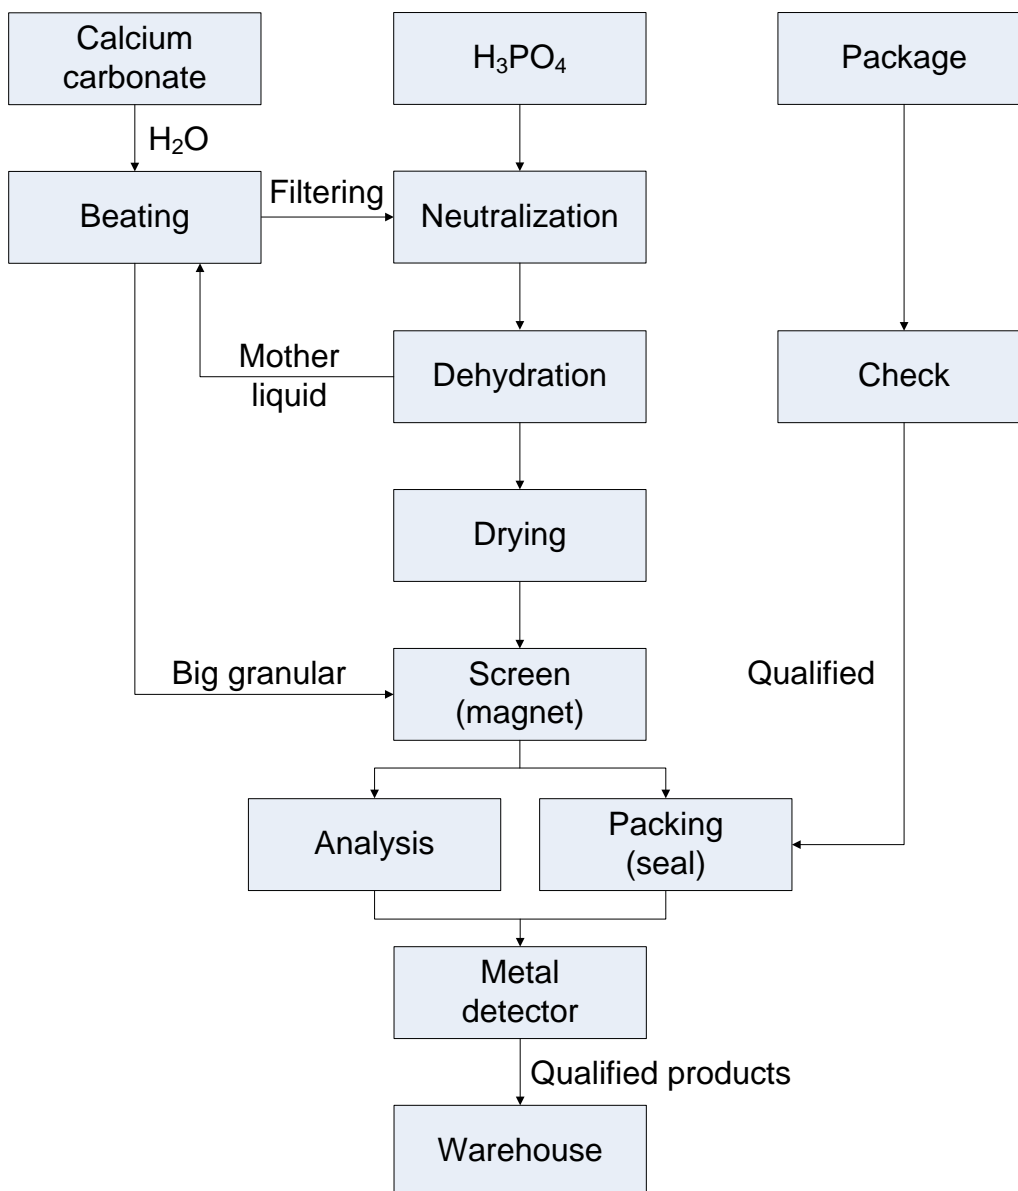 Calcium
carbonate
H₃PO₄
Package
H₂O
Beating
Filtering
Neutralization
Mother
liquid
Dehydration
Check
Drying
Big granular
Screen
(magnet)
Qualified
Analysis
Packing
(seal)
Metal
detector
Qualified products
Warehouse